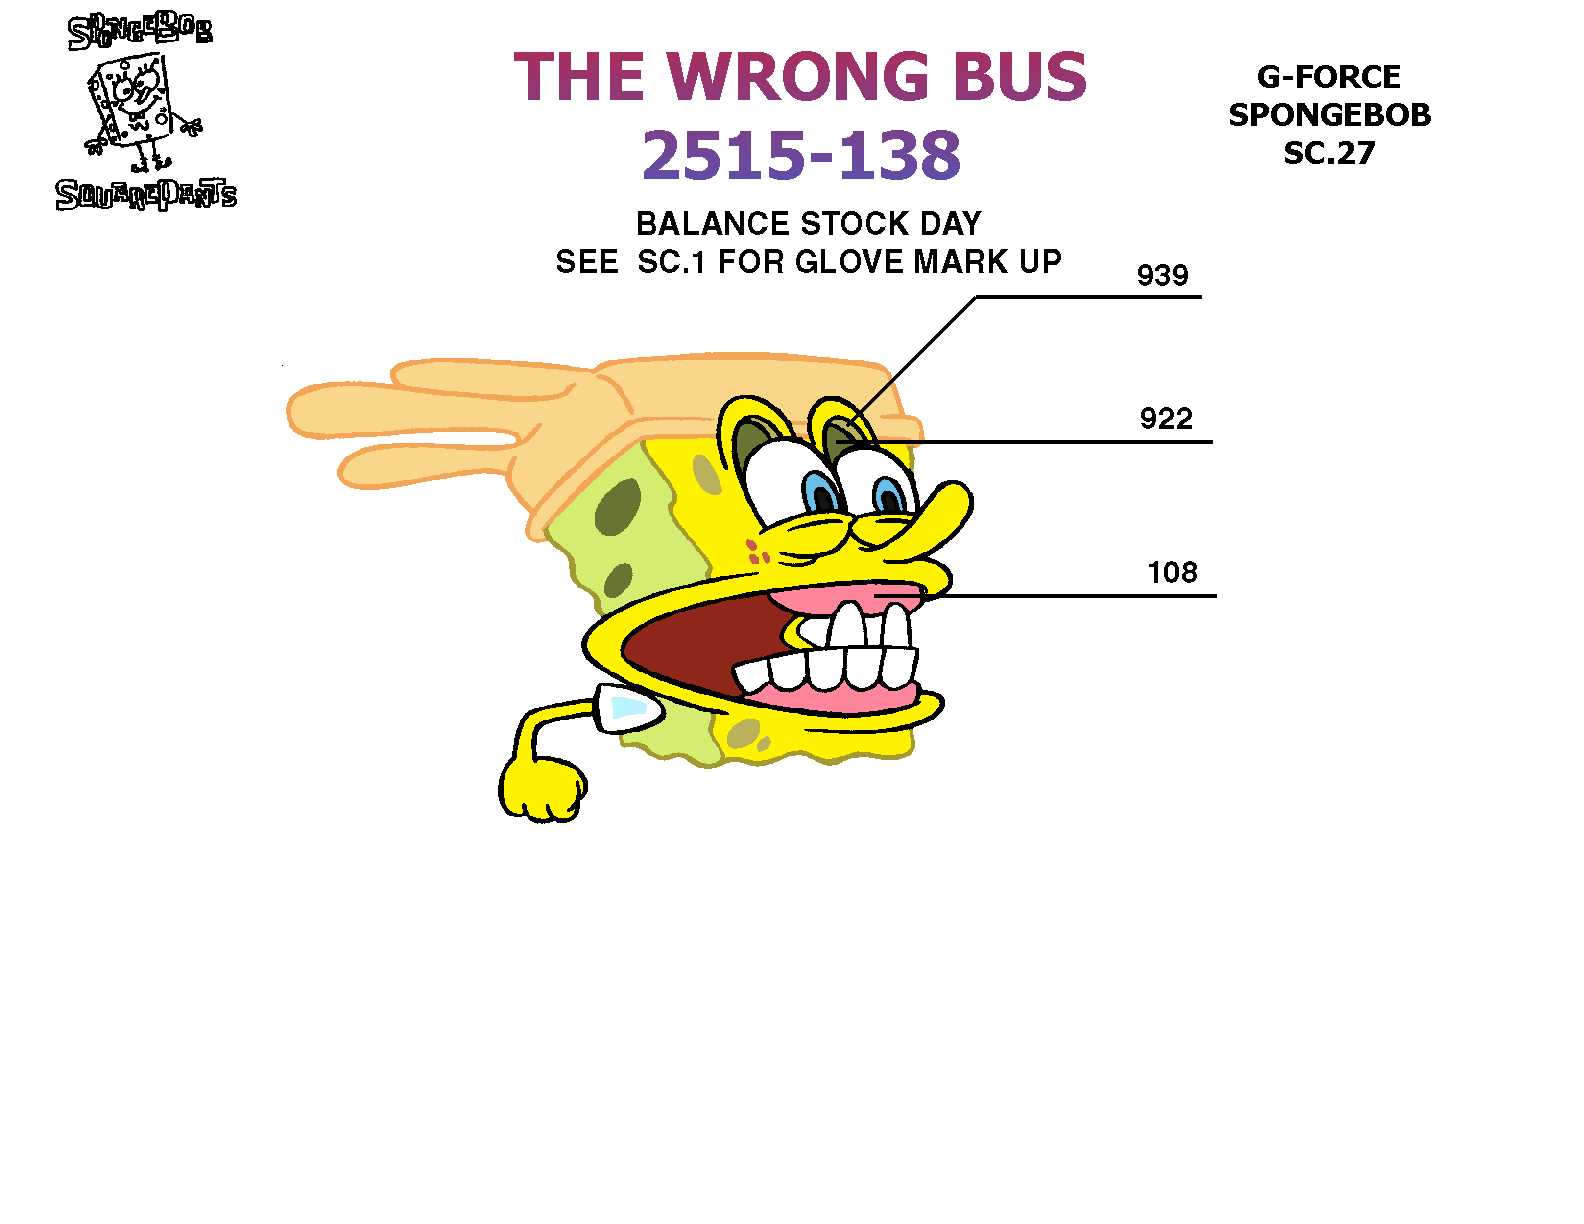 SPONGEBOB
SQUAREPANTS
THE WRONG BUS
2515-138
G-FORCE
SPONGEBOB
SC.27
BALANCE STOCK DAY
SEE  SC.1 FOR GLOVE MARK UP
939
922
108